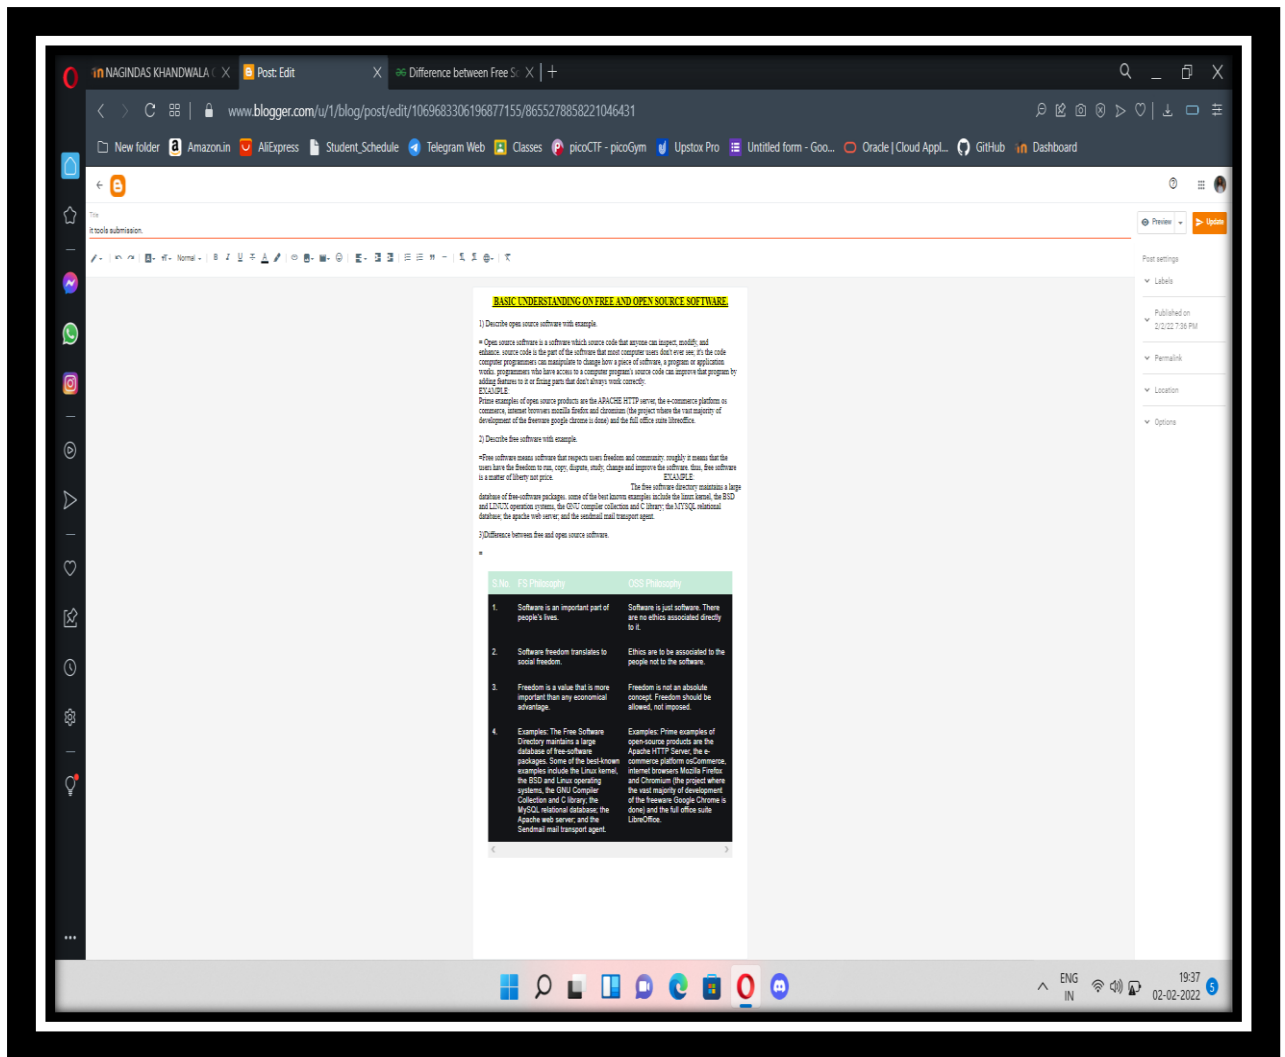 NAGINDAS KHANDWALA (
Post: Edit
Difference between Free So
www.blogger.com/u/1/blog/post/edit/1069683306196877155/8655278858221046431
New folder Amazon.in AliExpress Student_Schedule Telegram Web Classes picoCTF - picoGym Upstox Pro Untitled form - Goo... Oracle | Cloud Appl... GitHub Dashboard
Title
it tools submission.
Preview Update
Normal
Post settings
Labels
Published on
2/2/22 7:36 PM
Permalink
Location
Options
BASIC UNDERSTANDING ON FREE AND OPEN SOURCE SOFTWARE.
1) Describe open source software with example.
= Open source software is a software which source code that anyone can inspect, modify, and
enhance. source code is the part of the software that most computer users don't ever see; it's the code
computer programmers can manipulate to change how a piece of software, a program or application
works. programmers who have access to a computer program's source code can improve that program by
adding features to it or fixing parts that don't always work correctly.
EXAMPLE:
Prime examples of open source products are the APACHE HTTP server, the e-commerce platform os
commerce, internet browsers mozilla firefox and chromium (the project where the vast majority of
development of the freeware google chrome is done) and the full office suite libreoffice.
2) Describe free software with example.
=Free software means software that respects users freedom and community. roughly it means that the
users have the freedom to run, copy, dispute, study, change and improve the software. thus, free software
is a matter of liberty not price. EXAMPLE:
The free software directory maintains a large
database of free-software packages. some of the best known examples include the linux kernel, the BSD
and LINUX operation systems, the GNU compiler collection and C library; the MYSQL relational
database; the apache web server; and the sendmail mail transport agent.
3)Difference between free and open source software.
=
S.No. FS Philosophy OSS Philosophy
1. Software is an important part of
people's lives.
Software is just software. There
are no ethics associated directly
to it.
2. Software freedom translates to
social freedom.
Ethics are to be associated to the
people not to the software.
3. Freedom is a value that is more
important than any economical
advantage.
Freedom is not an absolute
concept. Freedom should be
allowed, not imposed.
4. Examples: The Free Software
Directory maintains a large
database of free-software
packages. Some of the best-known
examples include the Linux kernel,
the BSD and Linux operating
systems, the GNU Compiler
Collection and C library; the
MySQL relational database; the
Apache web server; and the
Sendmail mail transport agent.
Examples: Prime examples of
open-source products are the
Apache HTTP Server, the e-
commerce platform osCommerce,
internet browsers Mozilla Firefox
and Chromium (the project where
the vast majority of development
of the freeware Google Chrome is
done) and the full office suite
LibreOffice.
ENG
IN
19:37
02-02-2022
5